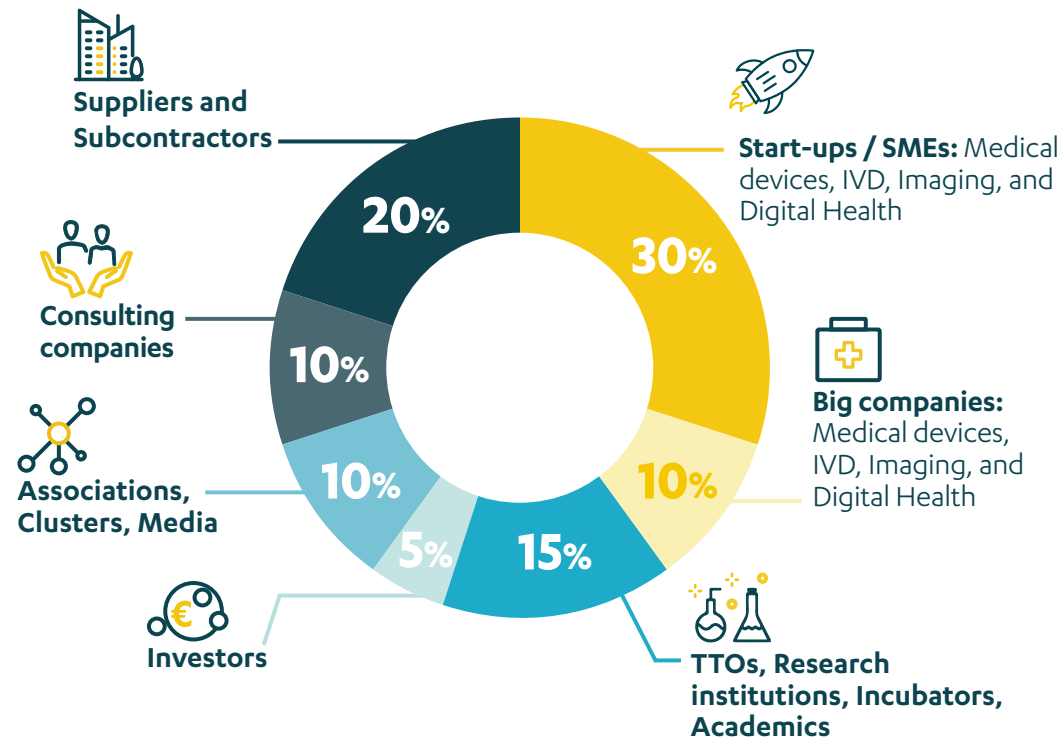 Suppliers and
Subcontractors
20%
Start-ups / SMEs: Medical
devices, IVD, Imaging, and
Digital Health
30%
Consulting
companies
10%
Big companies:
Medical devices,
IVD, Imaging, and
Digital Health
10%
Associations,
Clusters, Media
10%
5%
15%
€
Investors
TTOs, Research
institutions, Incubators,
Academics